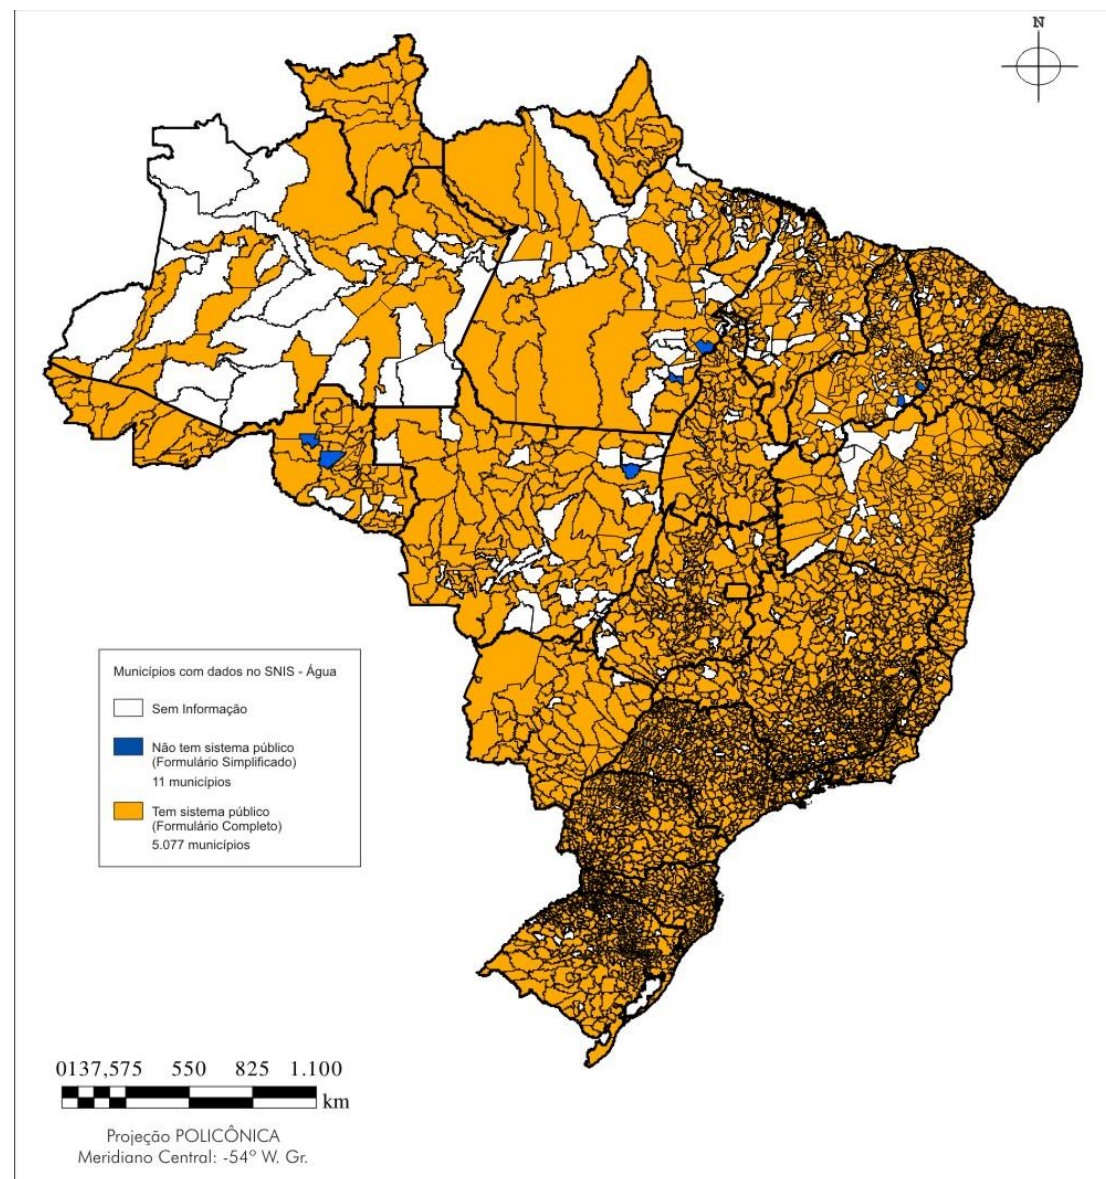 N
Municípios com dados no SNIS - Água
Sem Informação
Não tem sistema público
(Formulário Simplificado)
11 municípios
Tem sistema público
(Formulário Completo)
5.077 municípios
0137,575 550 825 1.100
km
Projeção POLICÔNICA
Meridiano Central: -54º W. Gr.